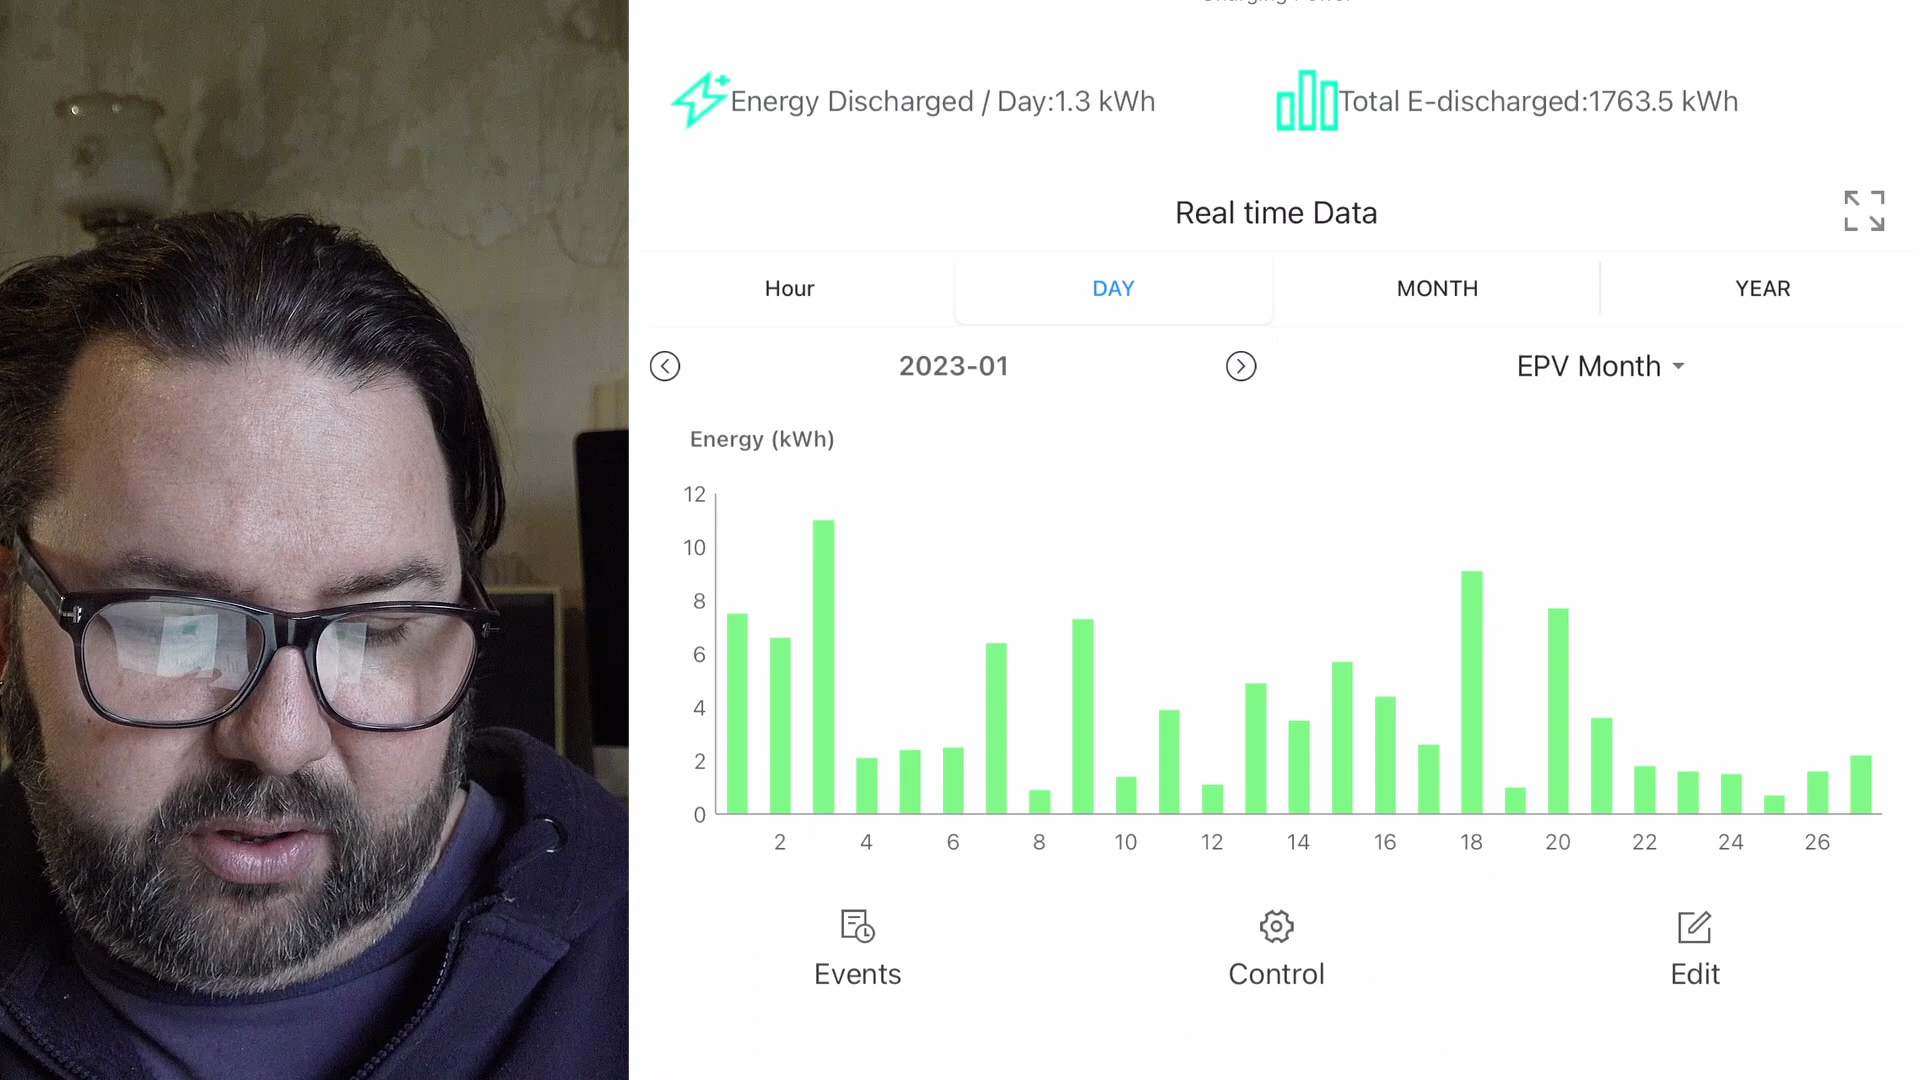 Charging Power
Energy Discharged / Day:1.3 kWh
Total E-discharged:1763.5 kWh
Real time Data
Hour
DAY
MONTH
YEAR
2023-01
EPV Month
Energy (kWh)
12
10
8
6
4
2
0
2
4
6
8
10
12
14
16
18
20
22
24
26
Events
Control
Edit